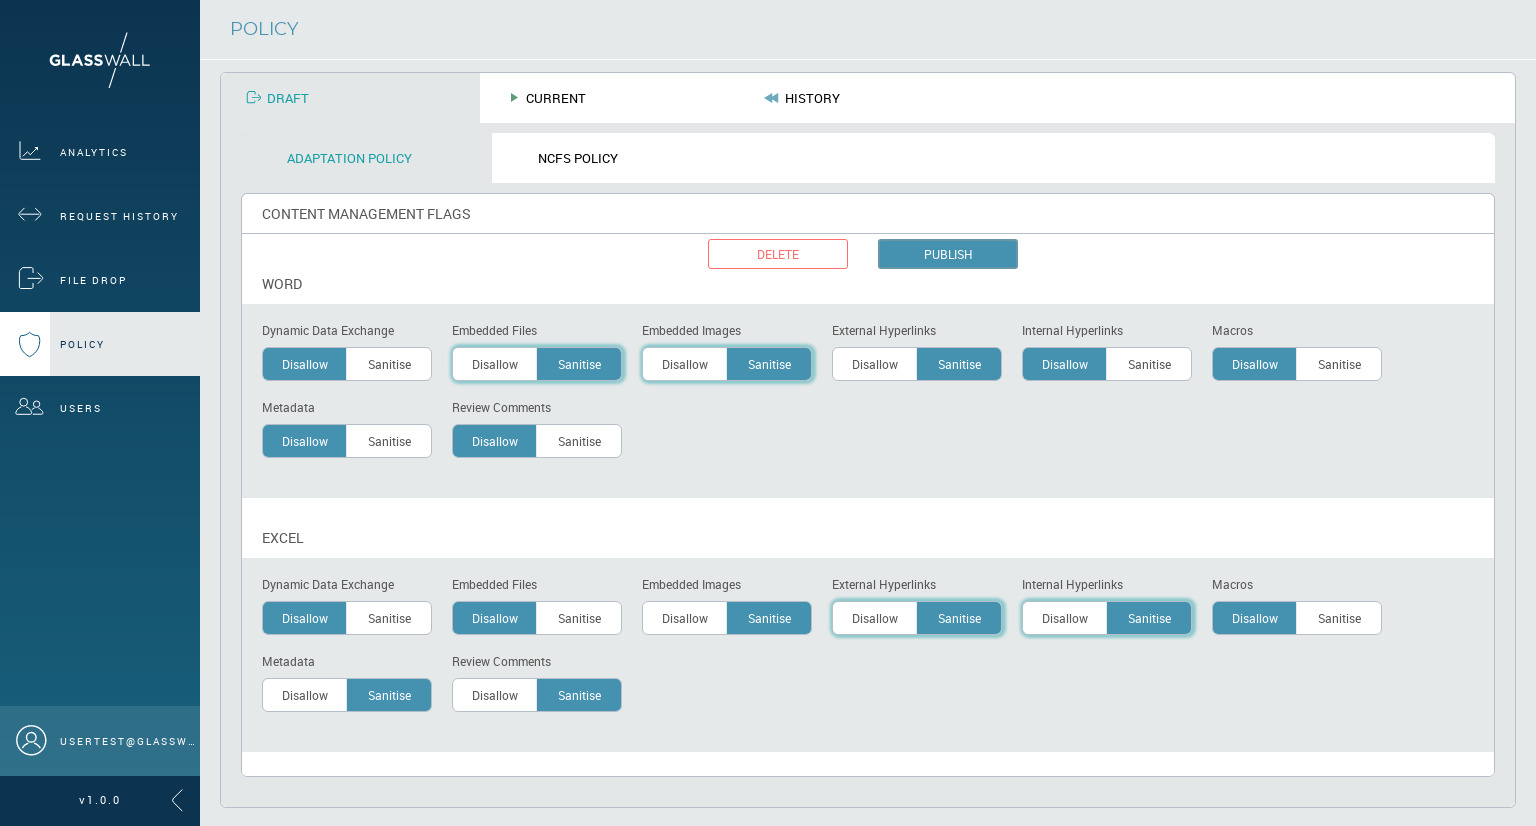 GLASSWALL
ANALYTICS
REQUEST HISTORY
FILE DROP
POLICY
USERS
USERTEST@GLASSW...
v1.0.0
POLICY
DRAFT CURRENT HISTORY
ADAPTATION POLICY NCFS POLICY
CONTENT MANAGEMENT FLAGS
DELETE PUBLISH
WORD
Dynamic Data Exchange Embedded Files Embedded Images External Hyperlinks Internal Hyperlinks Macros
Disallow Sanitise Disallow Sanitise Disallow Sanitise Disallow Sanitise Disallow Sanitise Disallow Sanitise
Metadata Review Comments
Disallow Sanitise Disallow Sanitise
EXCEL
Dynamic Data Exchange Embedded Files Embedded Images External Hyperlinks Internal Hyperlinks Macros
Disallow Sanitise Disallow Sanitise Disallow Sanitise Disallow Sanitise Disallow Sanitise Disallow Sanitise
Metadata Review Comments
Disallow Sanitise Disallow Sanitise